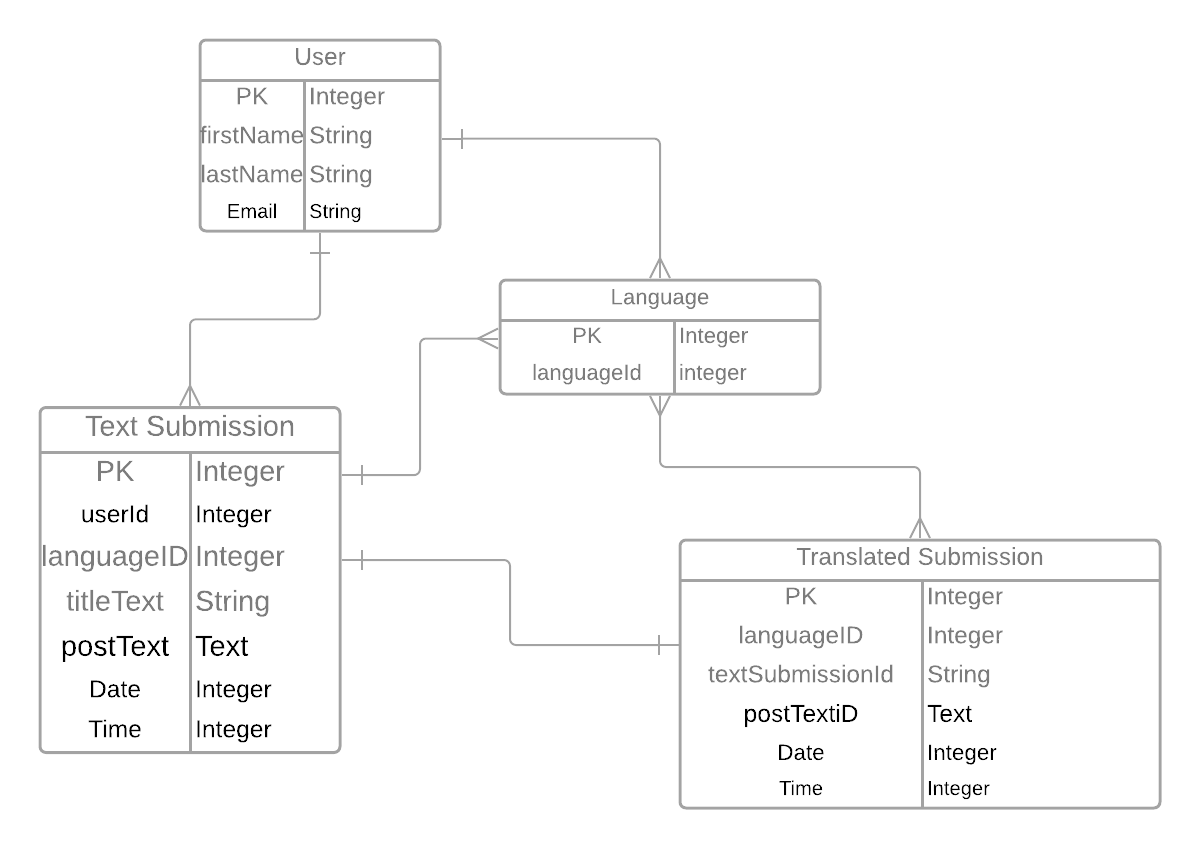 User
PK Integer
firstName String
lastName String
Email String
Language
PK Integer
languageId integer
Text Submission
PK Integer
userId Integer
languageID Integer
titleText String
postText Text
Date Integer
Time Integer
Translated Submission
PK Integer
languageID Integer
textSubmissionId String
postTextiD Text
Date Integer
Time Integer